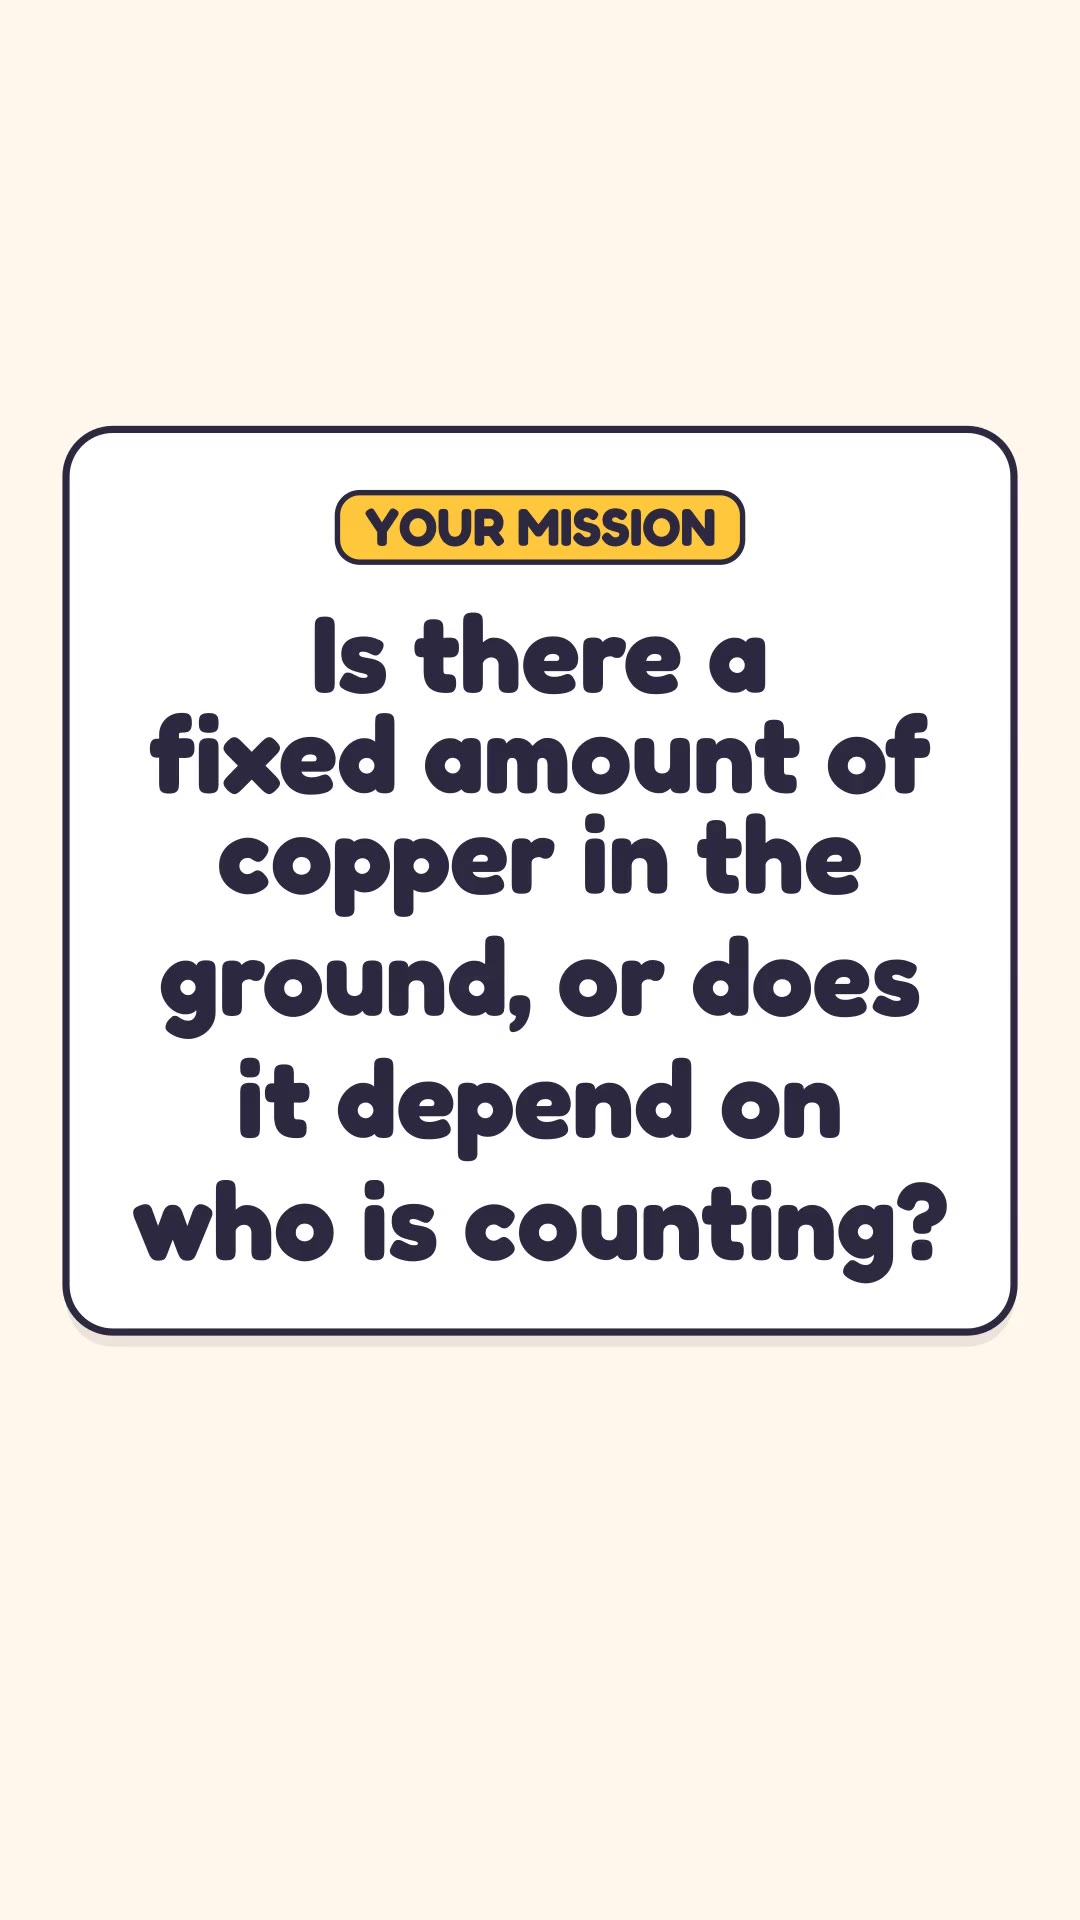 YOUR MISSION
Is there a
fixed amount of
copper in the
ground, or does
it depend on
who is counting?